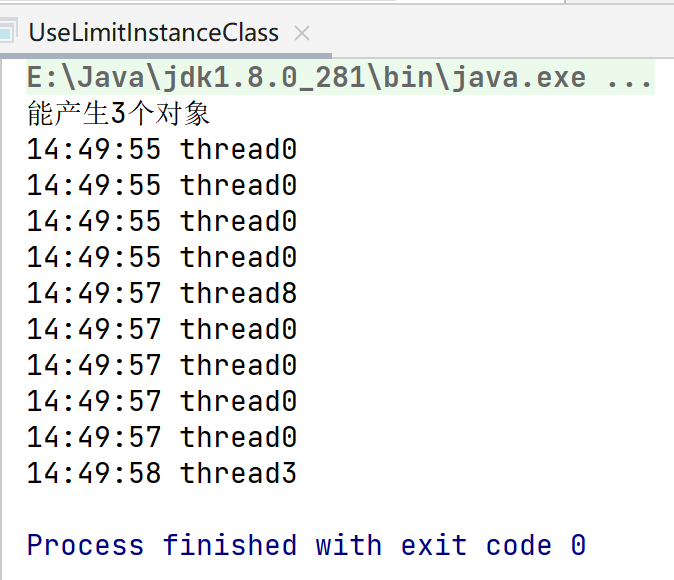 UseLimitInstanceClass
E:\Java\jdk1.8.0_281\bin\java.exe ...
能产生3个对象
14:49:55 thread0
14:49:55 thread0
14:49:55 thread0
14:49:55 thread0
14:49:57 thread8
14:49:57 thread0
14:49:57 thread0
14:49:57 thread0
14:49:57 thread0
14:49:58 thread3
Process finished with exit code 0